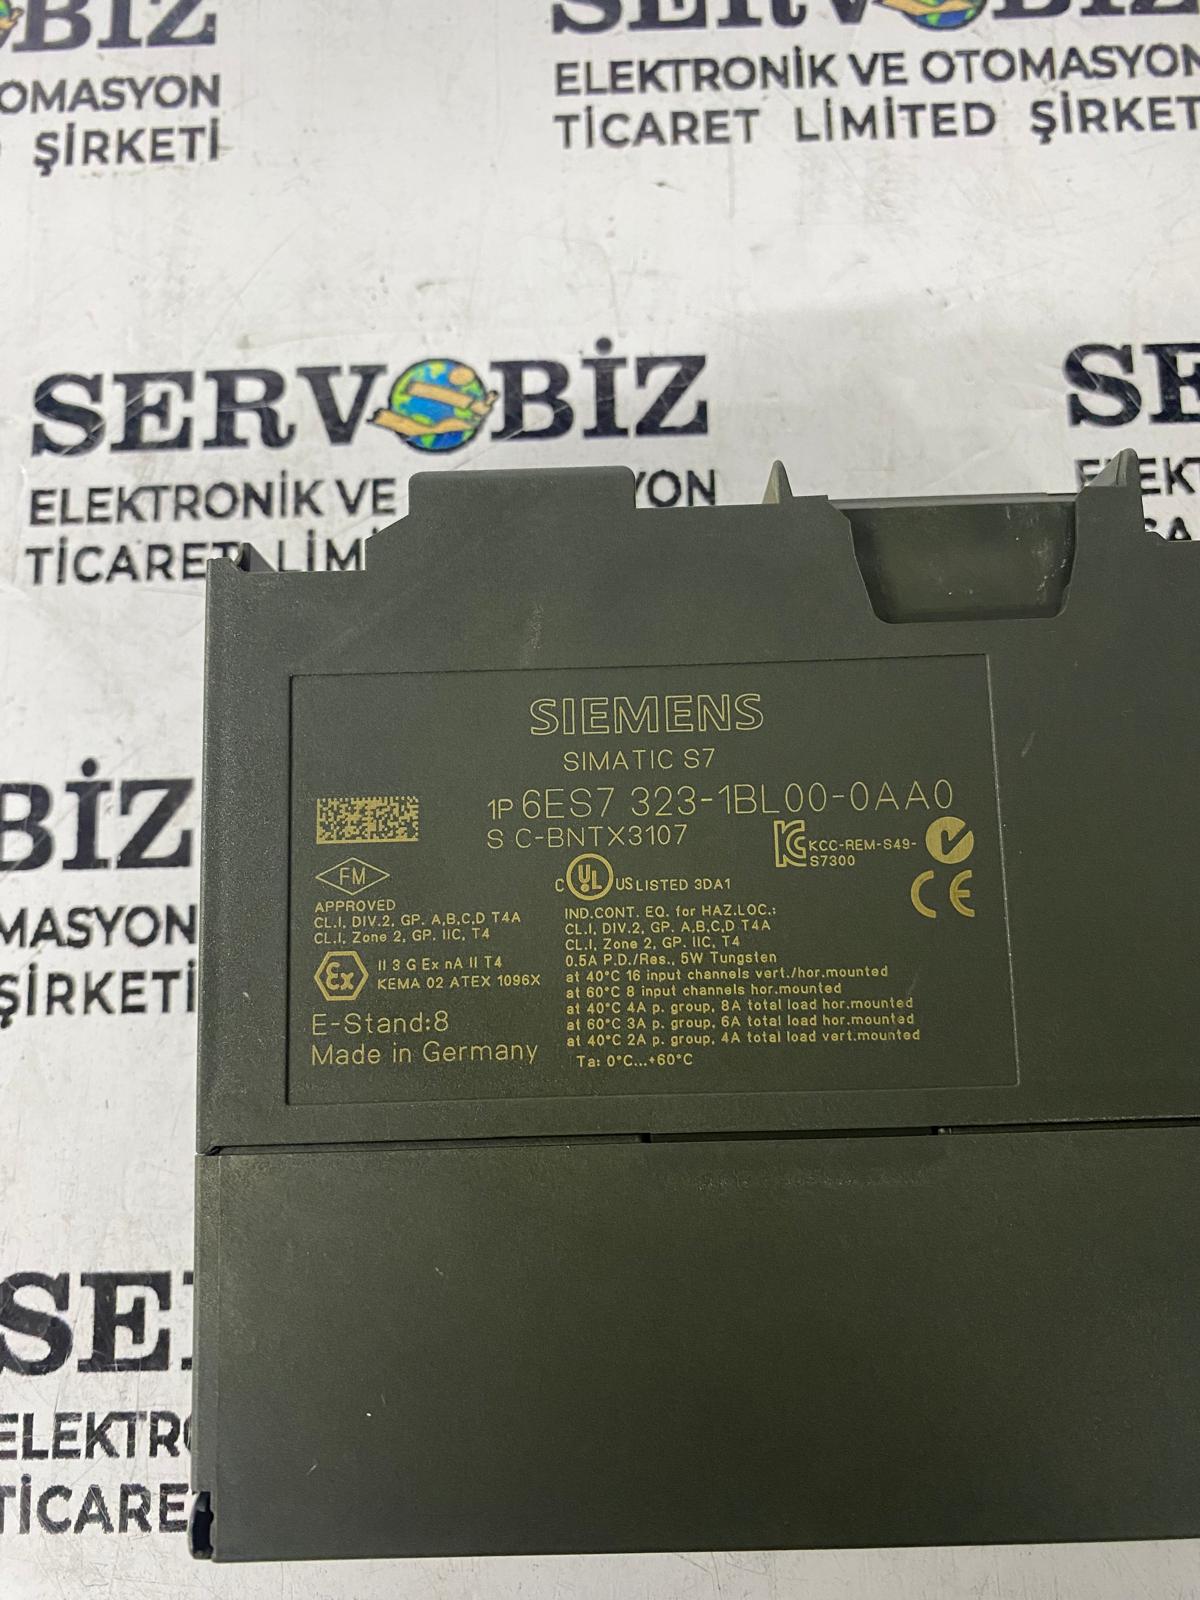 BİZ
OMASYON
ŞİRKETİ
SERVOBİZ
ELEKTRONİK VE OTOMASYON
TİCARET LİMİTED ŞİRKET
SERVOBİZ
ELEKTRONİK VE YON
TİCARET LİM
SE
EK
BİZ
MASYON
ŞİRKETİ
SE
ELEKTR
TİCARE
SIEMENS
SIMATIC S7
1P 6ES7 323-1BL00-0AA0
S C-BNTX3107
KCC-REM-S49-
S7300
FM
APPROVED
CL.I, DIV.2, GP. A,B,C,D T4A
CL.I, Zone 2, GP. IIC, T4
Ex
II 3 G Ex nA II T4
KEMA 02 ATEX 1096X
E-Stand:8
Made in Germany
C UL US LISTED 3DA1
CE
IND.CONT. EQ. for HAZ.LOC.:
CL.I, DIV.2, GP. A,B,C,D T4A
CL.I, Zone 2, GP. IIC, T4
0.5A P.D./Res., 5W Tungsten
at 40°C 16 input channels vert./hor.mounted
at 60°C 8 input channels hor.mounted
at 40°C 4A p. group, 8A total load hor.mounted
at 60°C 3A p. group, 6A total load hor.mounted
at 40°C 2A p. group, 4A total load vert.mounted
Ta: 0°C...+60°C